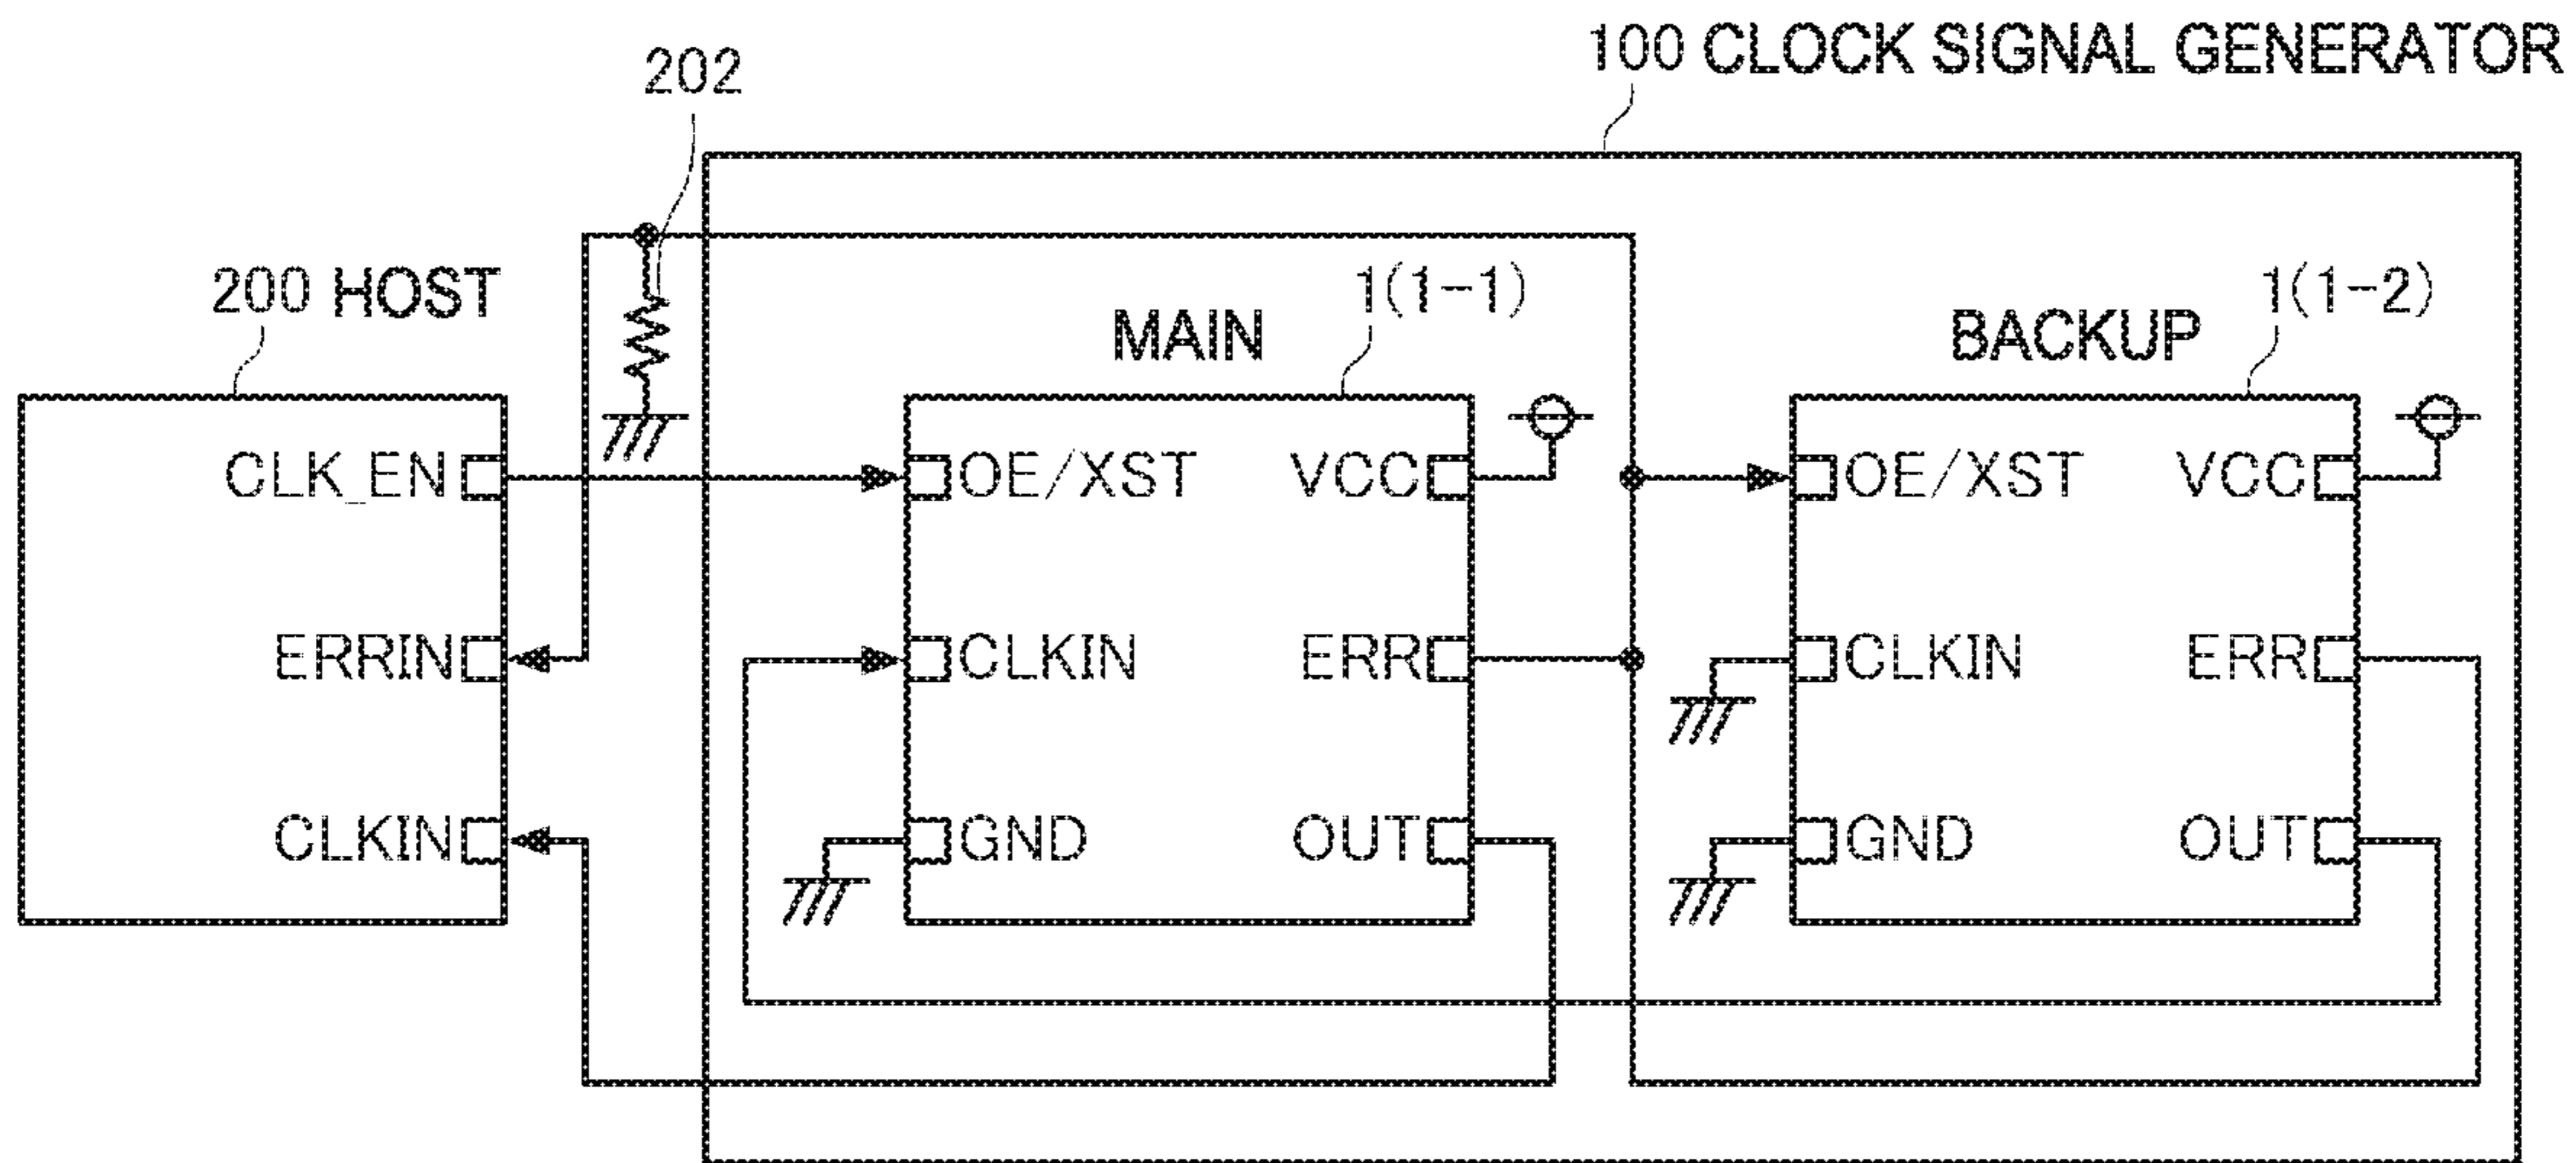 100 CLOCK SIGNAL GENERATOR
202
200 HOST
MAIN
1(1-1)
BACKUP
1(1-2)
CLK_EN
OE/XST
VCC
OE/XST
VCC
ERRIN
CLKIN
ERR
CLKIN
ERR
CLKIN
GND
OUT
GND
OUT